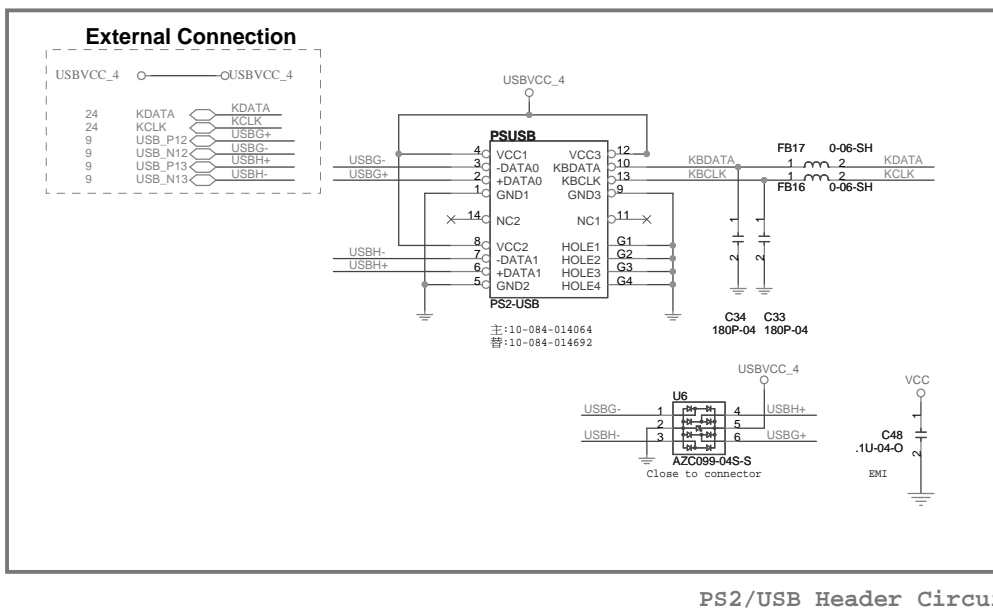 External Connection
USBVCC_4 USBVCC_4
24 KDATA KDATA
24 KCLK KCLK
9 USB_P12 USBG+
9 USB_N12 USBG-
9 USB_P13 USBH+
9 USB_N13 USBH-
USBVCC_4
PSUSB
4 VCC1 VCC3 12
USBG- 3 -DATA0 KBDATA 10 KBDATA
USBG+ 2 +DATA0 KBCLK 13 KBCLK
1 GND1 GND3 9
14 NC2 NC1 11
8 VCC2 HOLE1 G1
USBH- 7 -DATA1 HOLE2 G2
USBH+ 6 +DATA1 HOLE3 G3
5 GND2 HOLE4 G4
PS2-USB
主:10-084-014064
替:10-084-014692
FB17 0-06-SH
1 2 KDATA
1 2 KCLK
FB16 0-06-SH
1 1
2 2
C34 C33
180P-04 180P-04
USBVCC_4
U6
USBG- 1 4 USBH+
2 5
USBH- 3 6 USBG+
AZC099-04S-S
Close to connector
VCC
1
C48
.1U-04-O
2
EMI
PS2/USB Header Circu